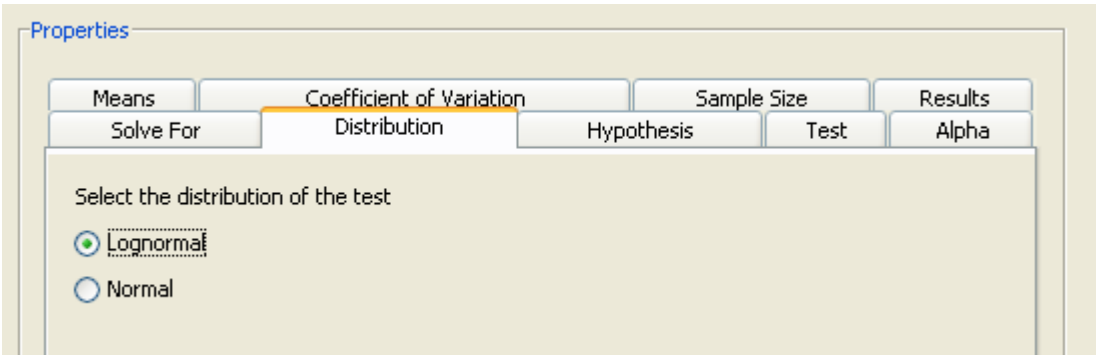 Properties
Means Coefficient of Variation Sample Size Results
Solve For Distribution Hypothesis Test Alpha
Select the distribution of the test
Lognormal
Normal